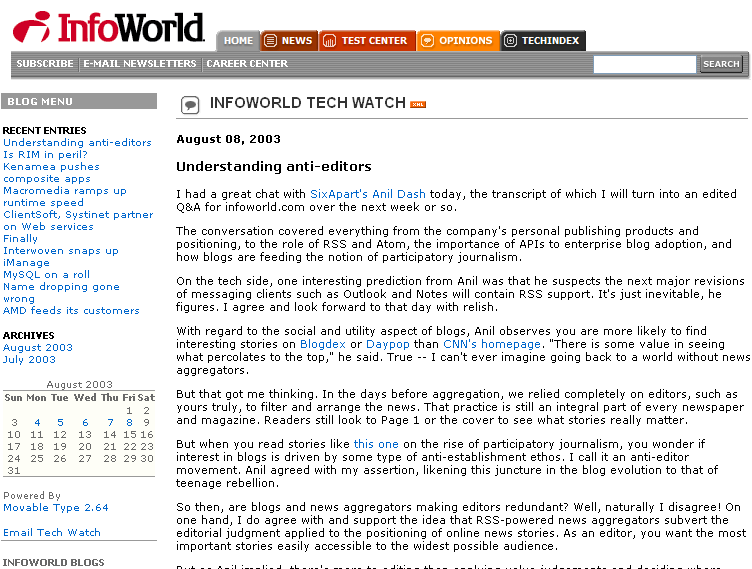 InfoWorld
HOME NEWS TEST CENTER OPINIONS TECHINDEX
SUBSCRIBE E-MAIL NEWSLETTERS CAREER CENTER SEARCH
BLOG MENU
RECENT ENTRIES
Understanding anti-editors
Is RIM in peril?
Kenamea pushes
composite apps
Macromedia ramps up
runtime speed
ClientSoft, Systinet partner
on Web services
Finally
Interwoven snaps up
iManage
MySQL on a roll
Name dropping gone
wrong
AMD feeds its customers
ARCHIVES
August 2003
July 2003
August 2003
Sun Mon Tue Wed Thu Fri Sat
1 2
3 4 5 6 7 8 9
10 11 12 13 14 15 16
17 18 19 20 21 22 23
24 25 26 27 28 29 30
31
Powered By
Movable Type 2.64
Email Tech Watch
INFOWORLD BLOGS
INFOWORLD TECH WATCH XML
August 08, 2003
Understanding anti-editors
I had a great chat with SixApart's Anil Dash today, the transcript of which I will turn into an edited
Q&A for infoworld.com over the next week or so.
The conversation covered everything from the company's personal publishing products and
positioning, to the role of RSS and Atom, the importance of APIs to enterprise blog adoption, and
how blogs are feeding the notion of participatory journalism.
On the tech side, one interesting prediction from Anil was that he suspects the next major revisions
of messaging clients such as Outlook and Notes will contain RSS support. It's just inevitable, he
figures. I agree and look forward to that day with relish.
With regard to the social and utility aspect of blogs, Anil observes you are more likely to find
interesting stories on Blogdex or Daypop than CNN's homepage. "There is some value in seeing
what percolates to the top," he said. True -- I can't ever imagine going back to a world without news
aggregators.
But that got me thinking. In the days before aggregation, we relied completely on editors, such as
yours truly, to filter and arrange the news. That practice is still an integral part of every newspaper
and magazine. Readers still look to Page 1 or the cover to see what stories really matter.
But when you read stories like this one on the rise of participatory journalism, you wonder if
interest in blogs is driven by some type of anti-establishment ethos. I call it an anti-editor
movement. Anil agreed with my assertion, likening this juncture in the blog evolution to that of
teenage rebellion.
So then, are blogs and news aggregators making editors redundant? Well, naturally I disagree! On
one hand, I do agree with and support the idea that RSS-powered news aggregators subvert the
editorial judgment applied to the positioning of online news stories. As an editor, you want the most
important stories easily accessible to the widest possible audience.
But as Anil implied, there's more to editing than applying value judgements and deciding where